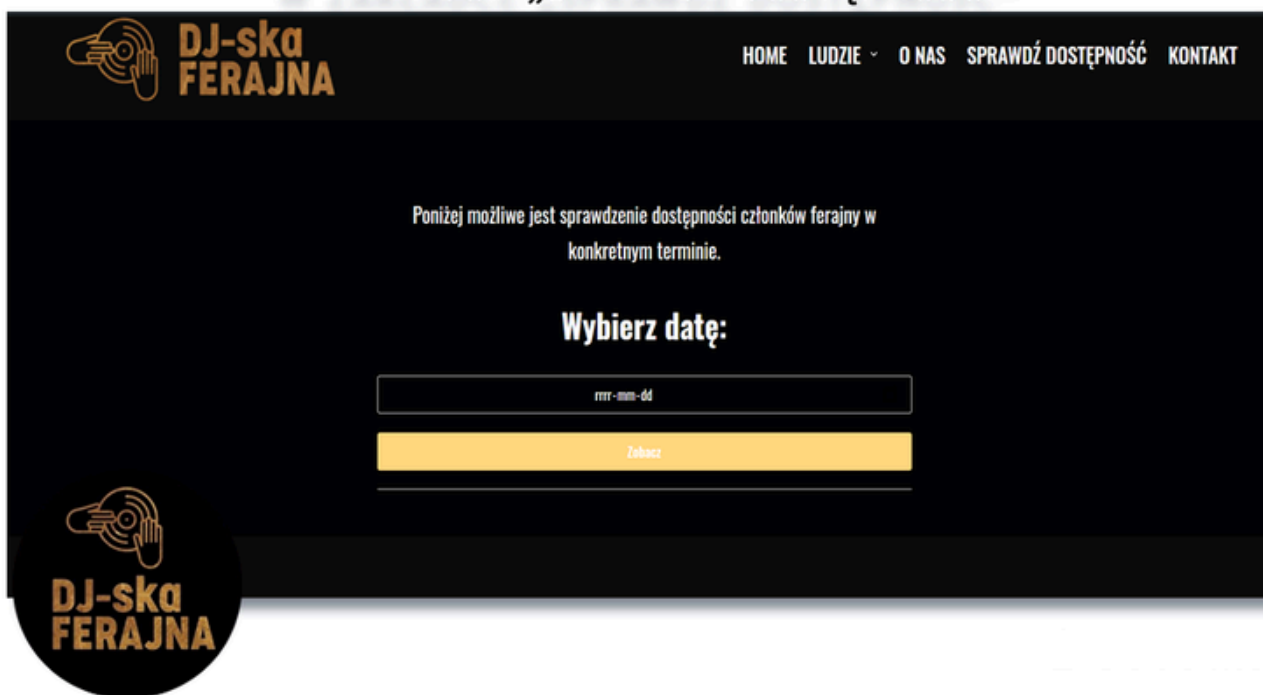 DJ-ska
FERAJNA
HOME LUDZIE O NAS SPRAWDŹ DOSTĘPNOŚĆ KONTAKT
Poniżej możliwe jest sprawdzenie dostępności członków ferajny w
konkretnym terminie.
Wybierz datę:
rrrr-mm-dd
Zobacz
DJ-ska
FERAJNA